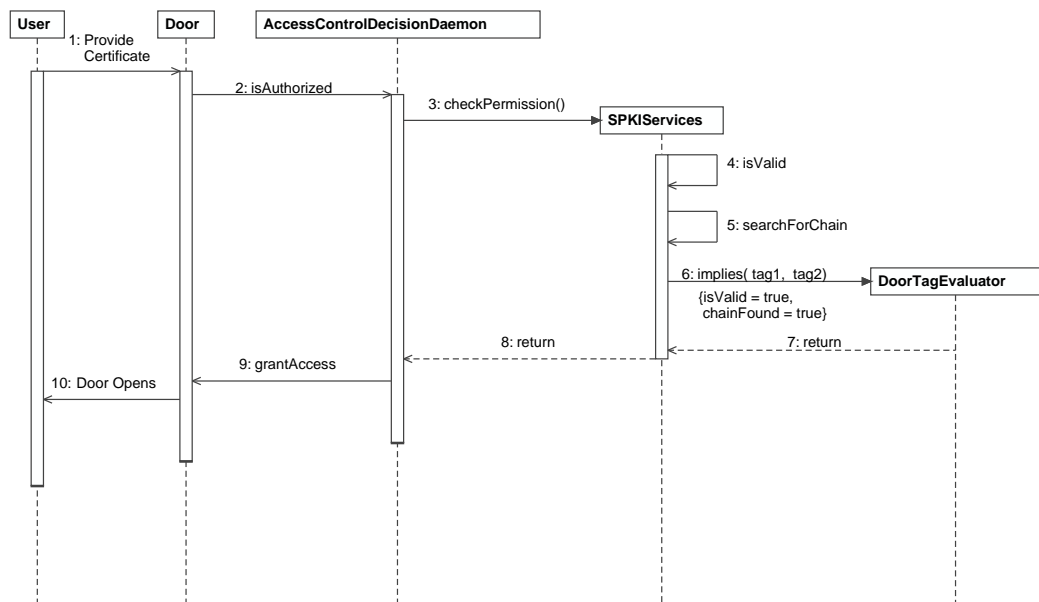 User
Door
AccessControlDecisionDaemon
1: Provide
Certificate
2: isAuthorized
3: checkPermission()
SPKIServices
4: isValid
5: searchForChain
6: implies( tag1, tag2)
{isValid = true,
chainFound = true}
DoorTagEvaluator
7: return
8: return
9: grantAccess
10: Door Opens